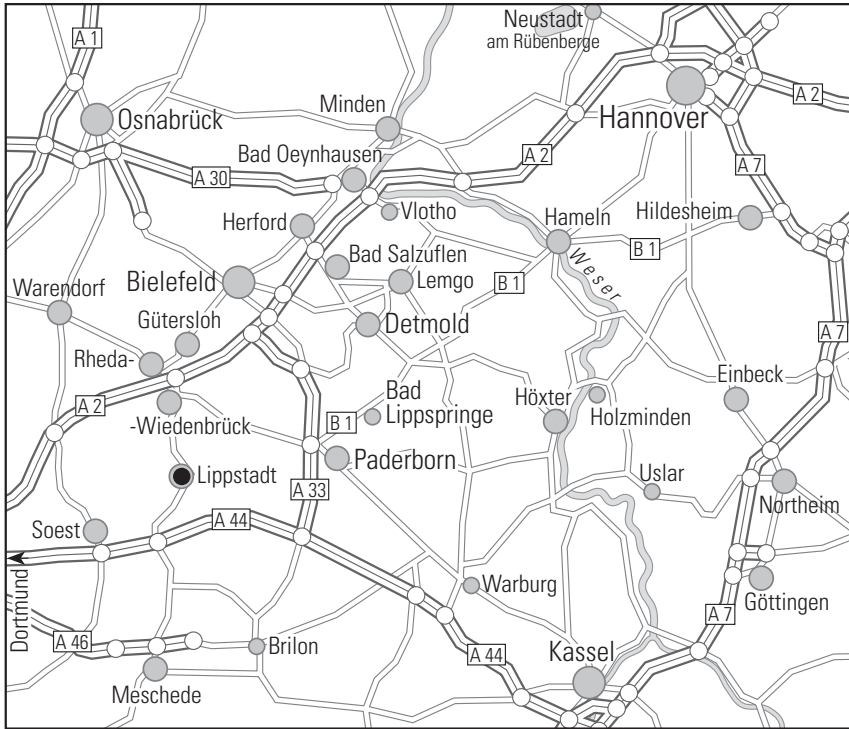 Neustadt
am Rübenberge
A 1
Hannover
A 2
Minden
Osnabrück
Bad Oeynhausen
A 2
A 7
A 30
Vlotho
Herford
Hameln
Hildesheim
B 1
Weser
Bad Salzuflen
Lemgo
B 1
Bielefeld
Warendorf
Detmold
Gütersloh
A 7
Rheda-
Einbeck
Bad
Lippspringe
Höxter
Holzminden
A 2
-Wiedenbrück
B 1
Paderborn
Lippstadt
Uslar
A 33
Northeim
Soest
A 44
Dortmund
Warburg
Göttingen
A 7
A 46
Brilon
A 44
Kassel
Meschede